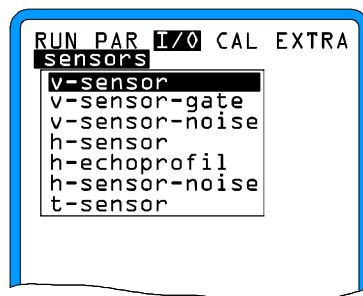 RUN PAR I/O CAL EXTRA
sensors
v-sensor
v-sensor-gate
v-sensor-noise
h-sensor
h-echoprofil
h-sensor-noise
t-sensor